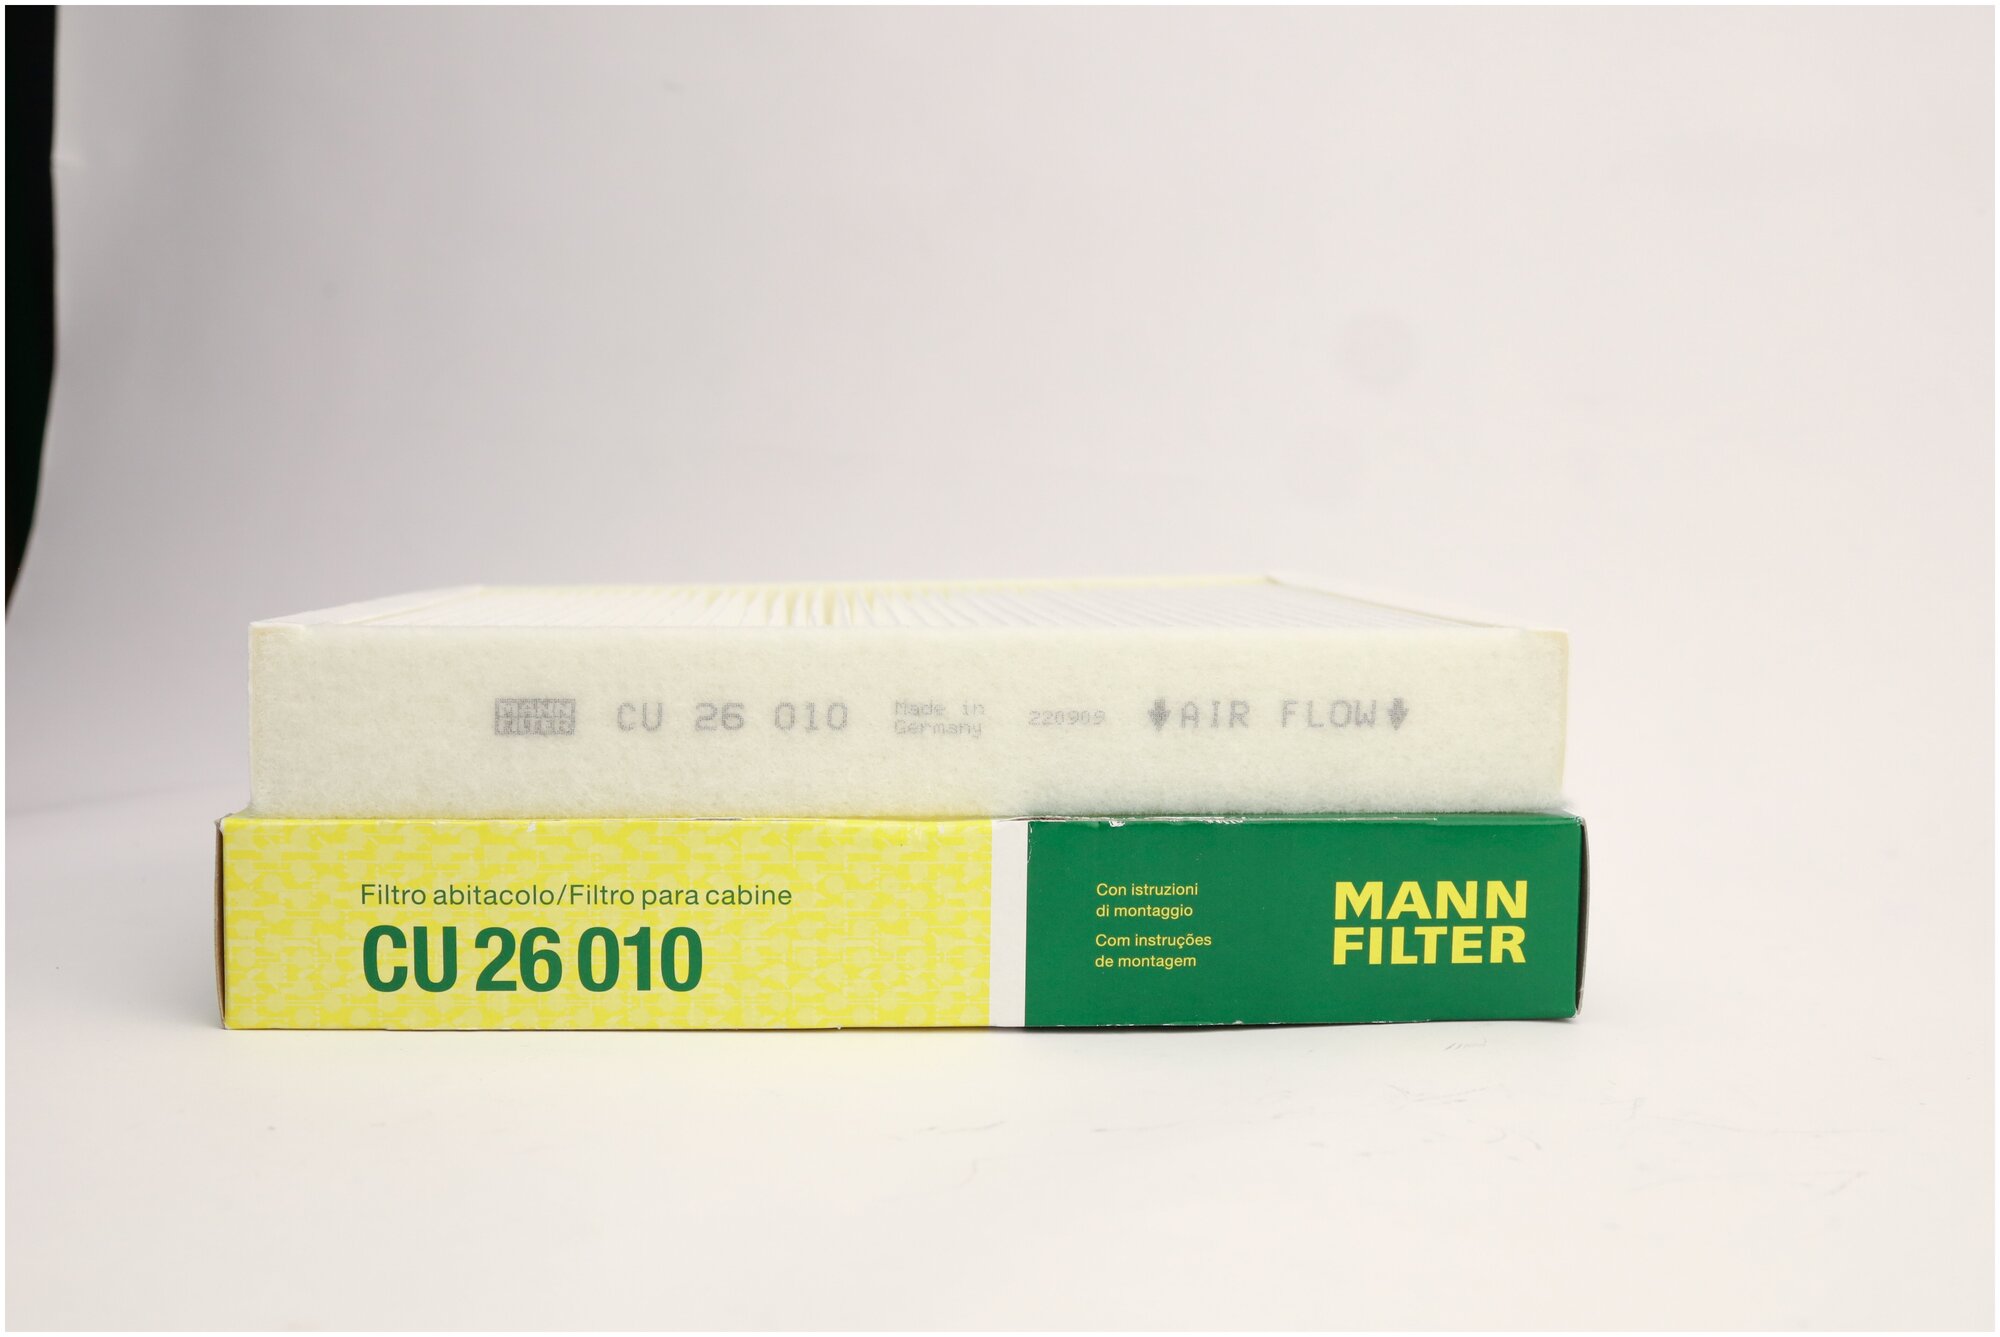 MANN
FILTER
CU 26 010
Made in
Germany
220909
AIR FLOW
Filtro abitacolo/Filtro para cabine
CU 26 010
Con istruzioni
di montaggio
Com instruções
de montagem
MANN
FILTER